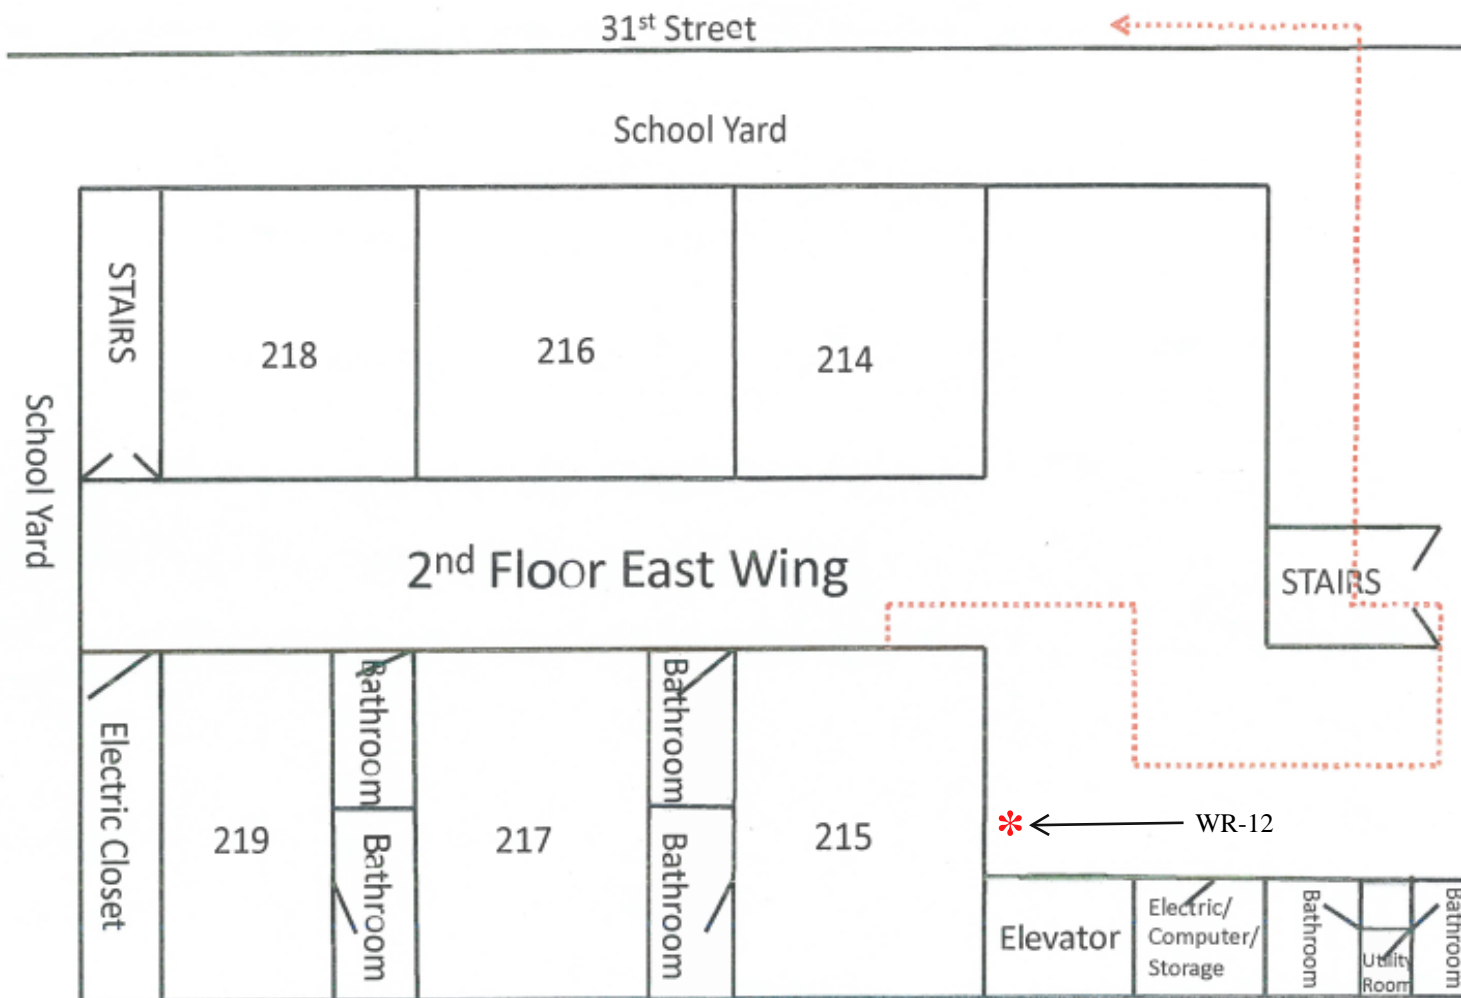 31st Street
School Yard
STAIRS
218
216
214
School Yard
2nd Floor East Wing
STAIRS
Electric Closet
219
Bathroom
Bathroom
217
Bathroom
Bathroom
215
WR-12
Elevator
Electric/
Computer/
Storage
Bathroom
Utility
Room
Bathroom